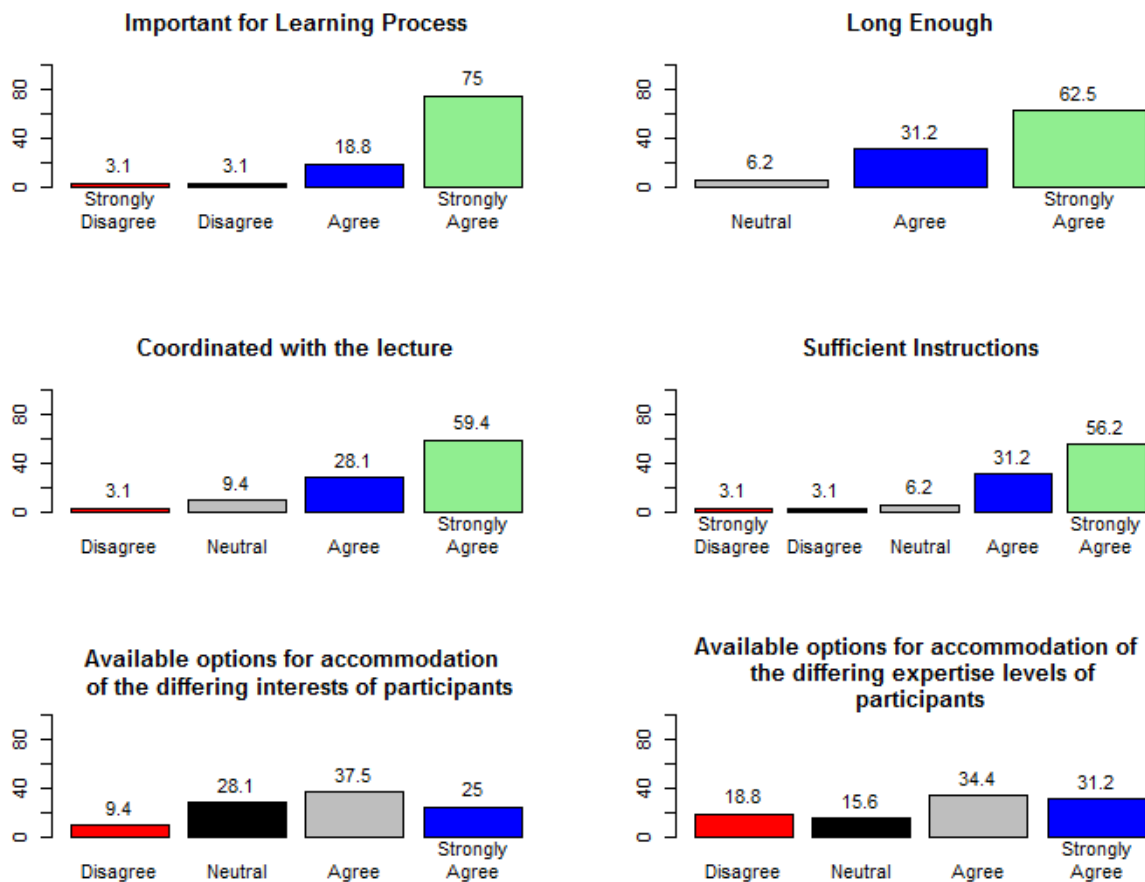 Important for Learning Process
80
40
0
3.1
3.1
18.8
75
Strongly
Disagree
Disagree
Agree
Strongly
Agree
Long Enough
80
40
0
6.2
31.2
62.5
Neutral
Agree
Strongly
Agree
Coordinated with the lecture
80
40
0
3.1
9.4
28.1
59.4
Disagree
Neutral
Agree
Strongly
Agree
Sufficient Instructions
80
40
0
3.1
3.1
6.2
31.2
56.2
Strongly
Disagree
Disagree
Neutral
Agree
Strongly
Agree
Available options for accommodation
of the differing interests of participants
80
40
0
9.4
28.1
37.5
25
Disagree
Neutral
Agree
Strongly
Agree
Available options for accommodation of
the differing expertise levels of
participants
80
40
0
18.8
15.6
34.4
31.2
Disagree
Neutral
Agree
Strongly
Agree